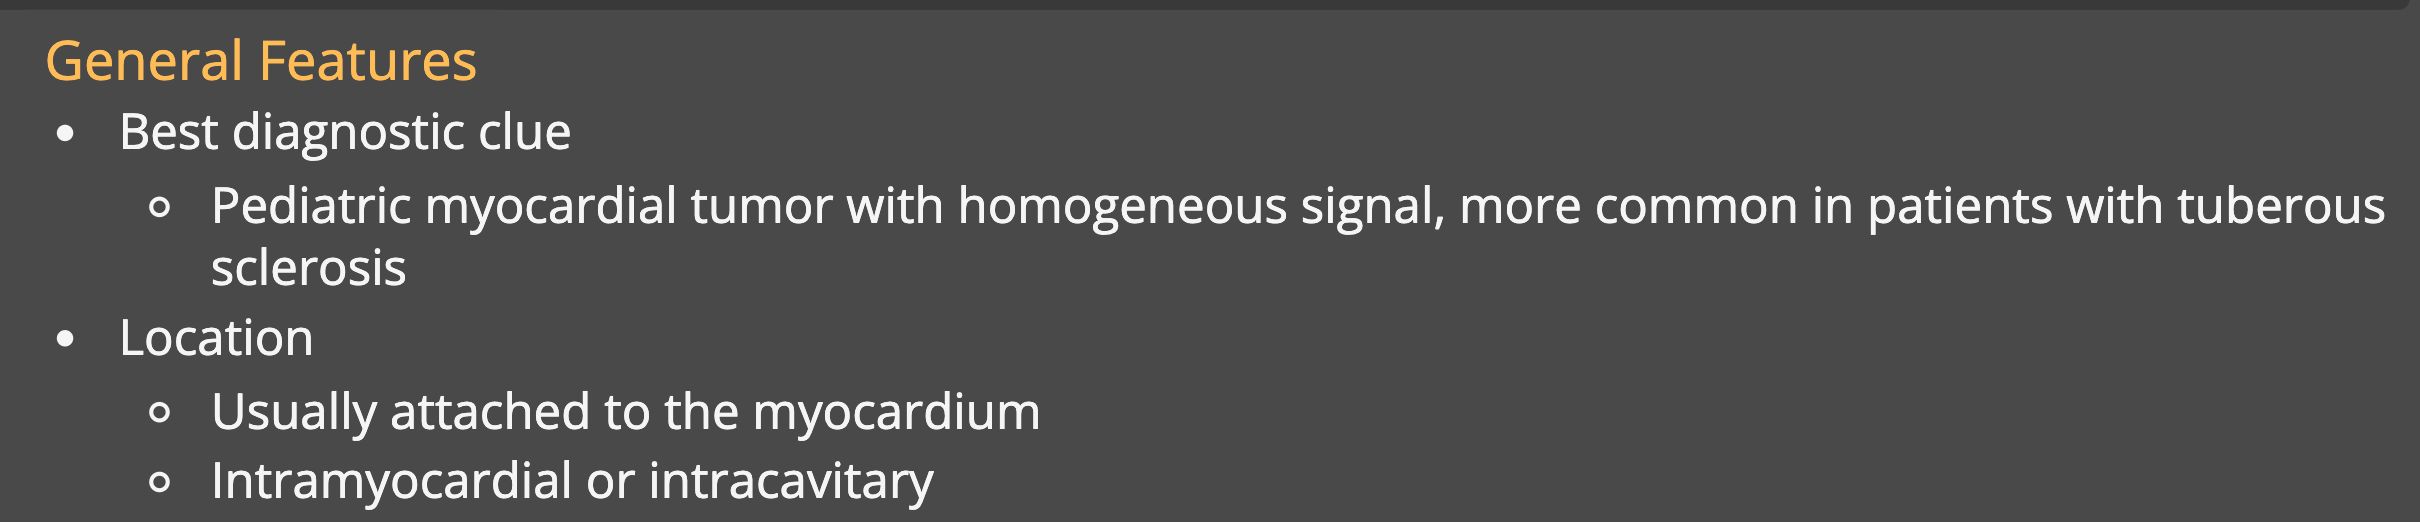 General Features
• Best diagnostic clue
○ Pediatric myocardial tumor with homogeneous signal, more common in patients with tuberous
sclerosis
• Location
○ Usually attached to the myocardium
○ Intramyocardial or intracavitary